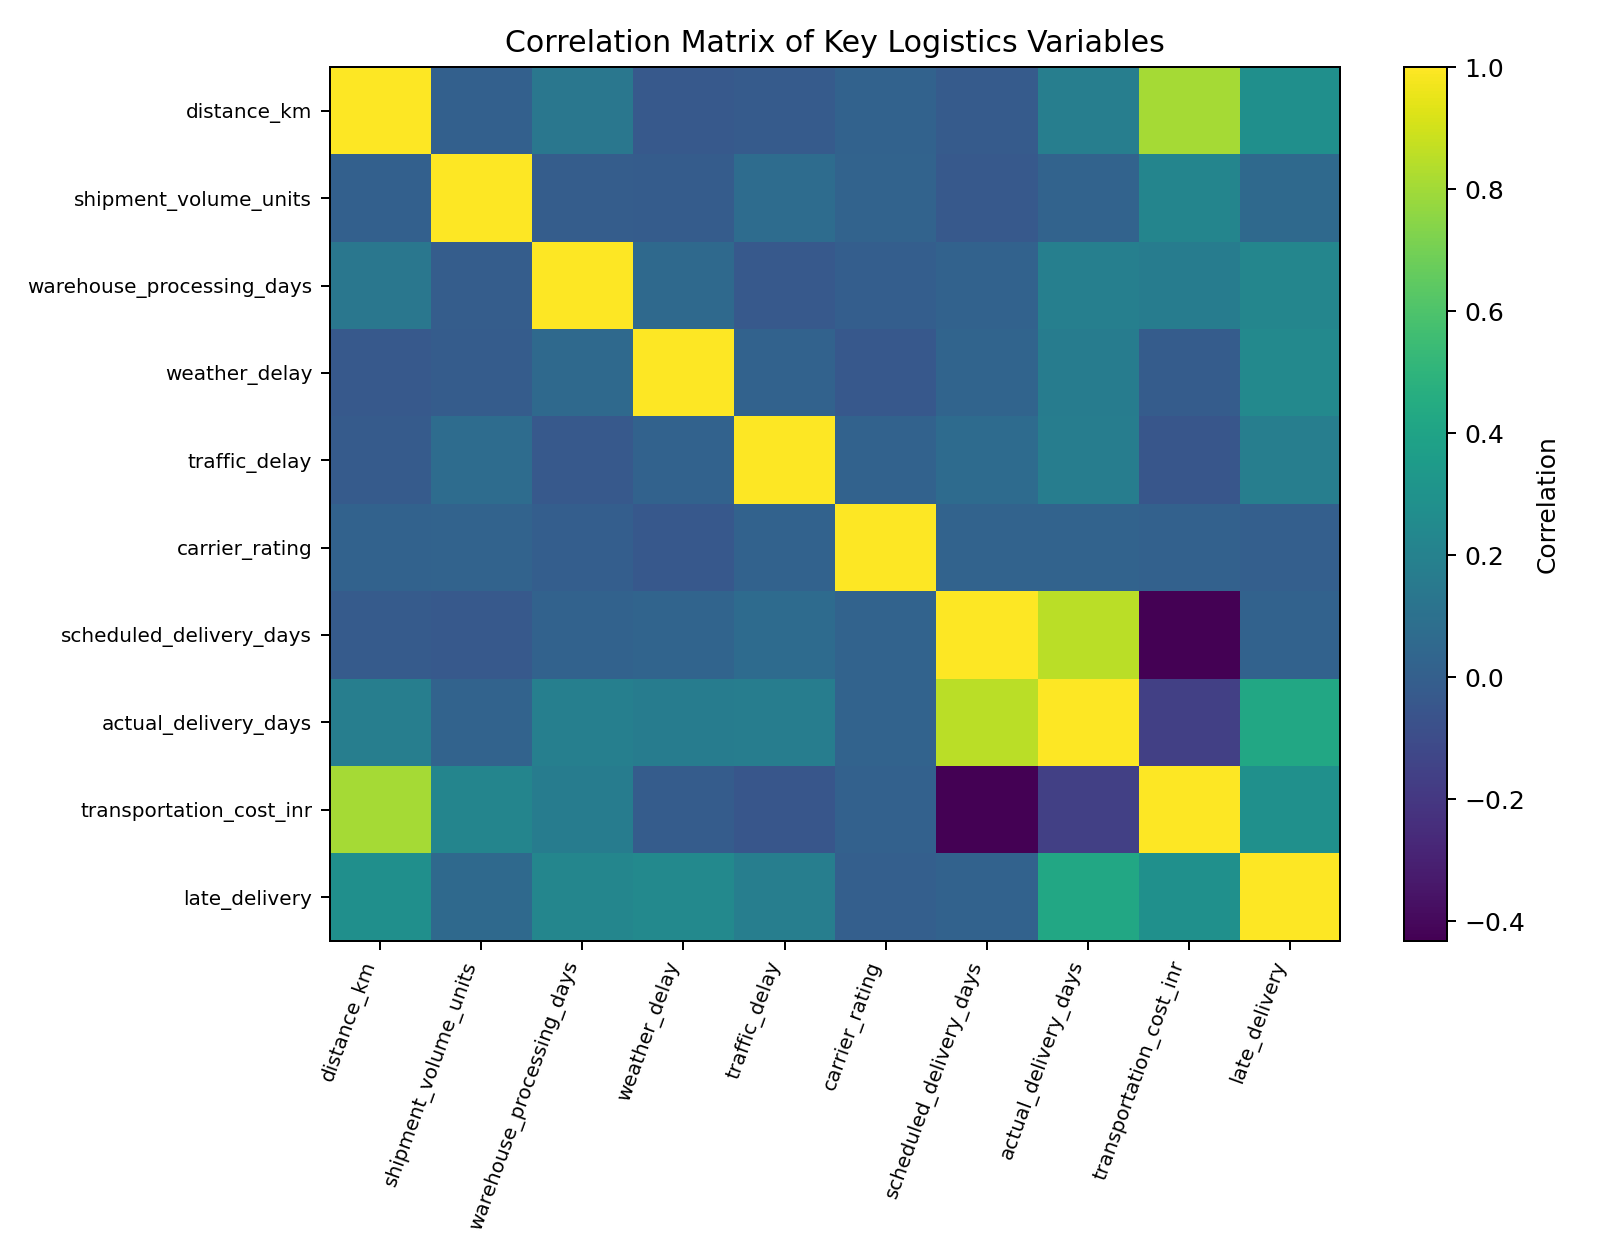 Correlation Matrix of Key Logistics Variables
distance_km
shipment_volume_units
warehouse_processing_days
weather_delay
traffic_delay
carrier_rating
scheduled_delivery_days
actual_delivery_days
transportation_cost_inr
late_delivery
distance_km
shipment_volume_units
warehouse_processing_days
weather_delay
traffic_delay
carrier_rating
scheduled_delivery_days
actual_delivery_days
transportation_cost_inr
late_delivery
1.0
0.8
0.6
0.4
0.2
0.0
−0.2
−0.4
Correlation